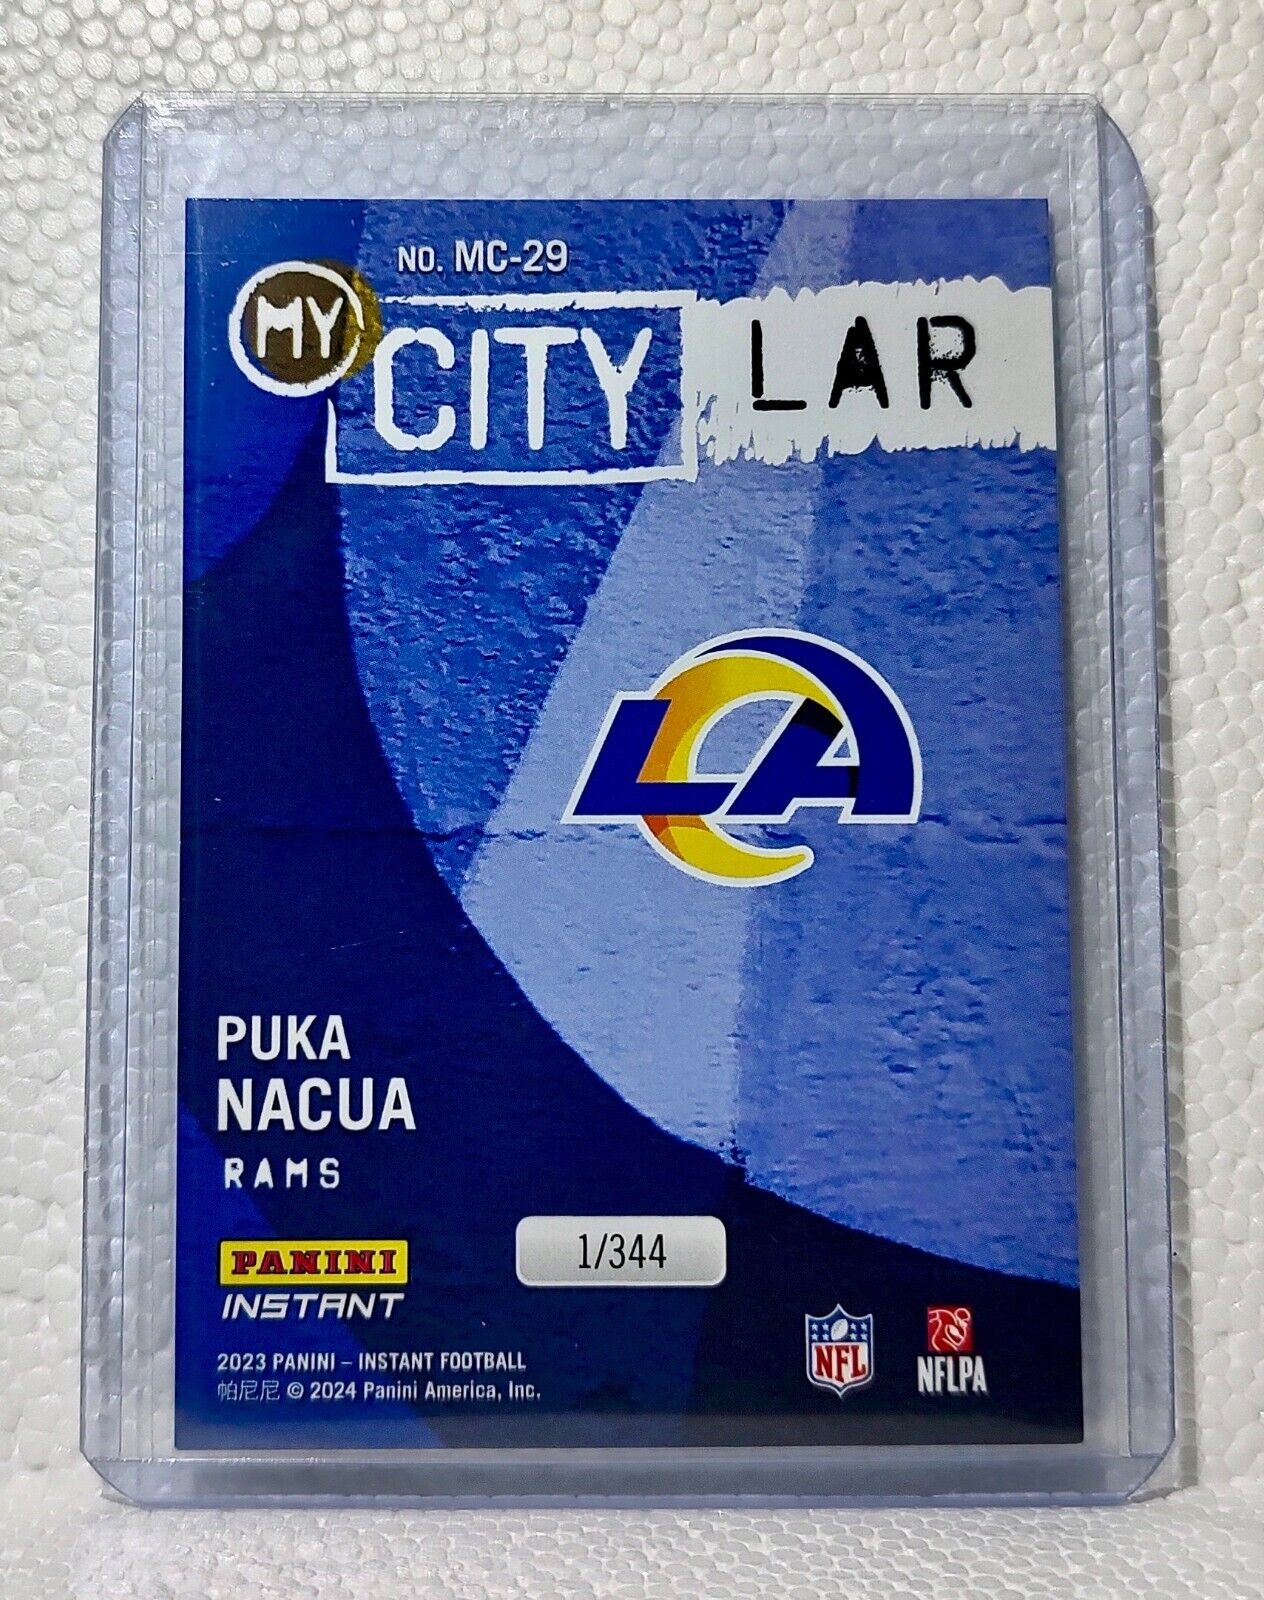 NO. MC-29
MY CITY LAR
LA
PUKA
NACUA
RAMS
PANINI
INSTANT
1/344
NFL
NFLPA
2023 PANINI – INSTANT FOOTBALL
帕尼尼 © 2024 Panini America, Inc.